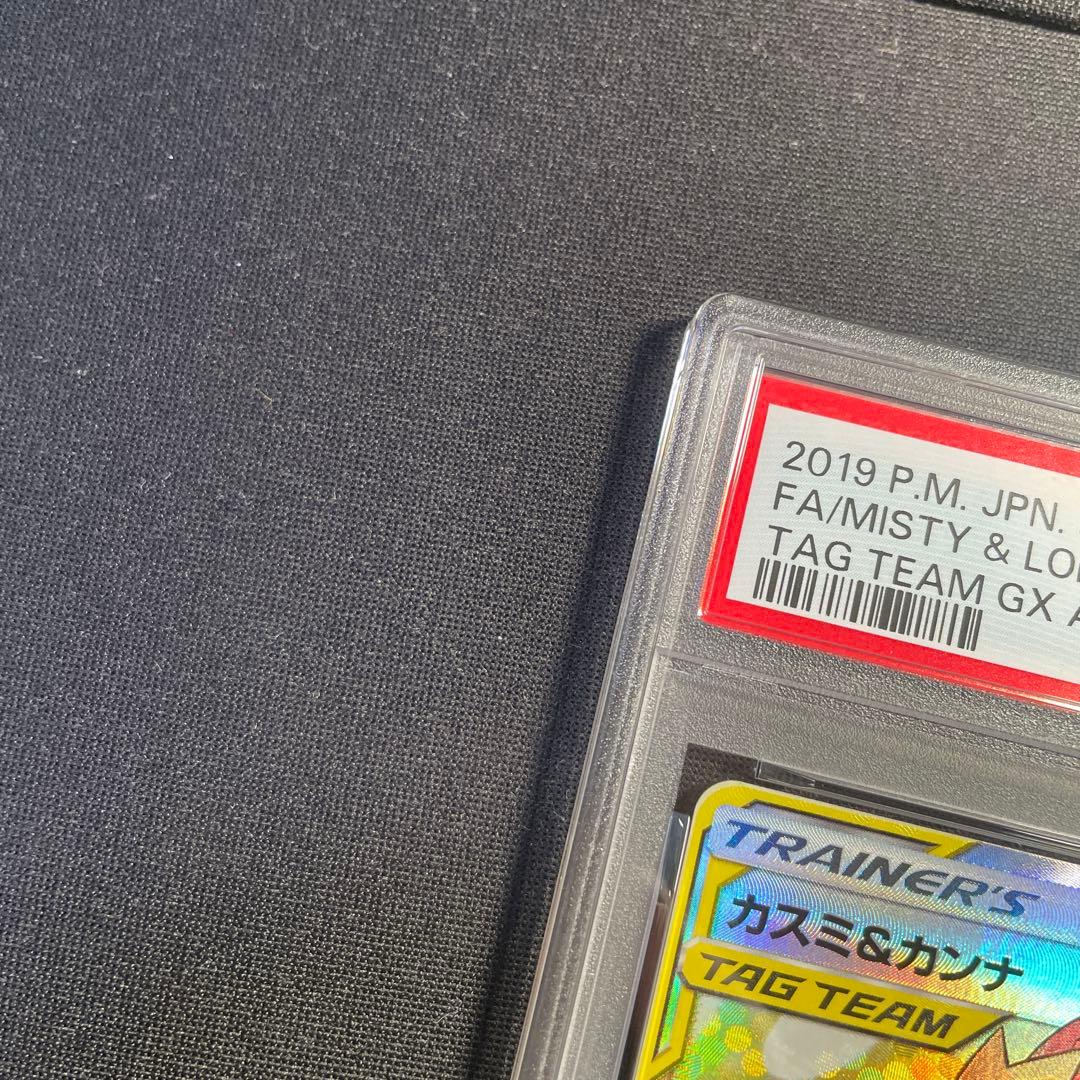 2019 P.M. JPN.
FA/MISTY & LO
TAG TEAM GX A
TRAINER'S
カスミ&カンナ
TAG TEAM